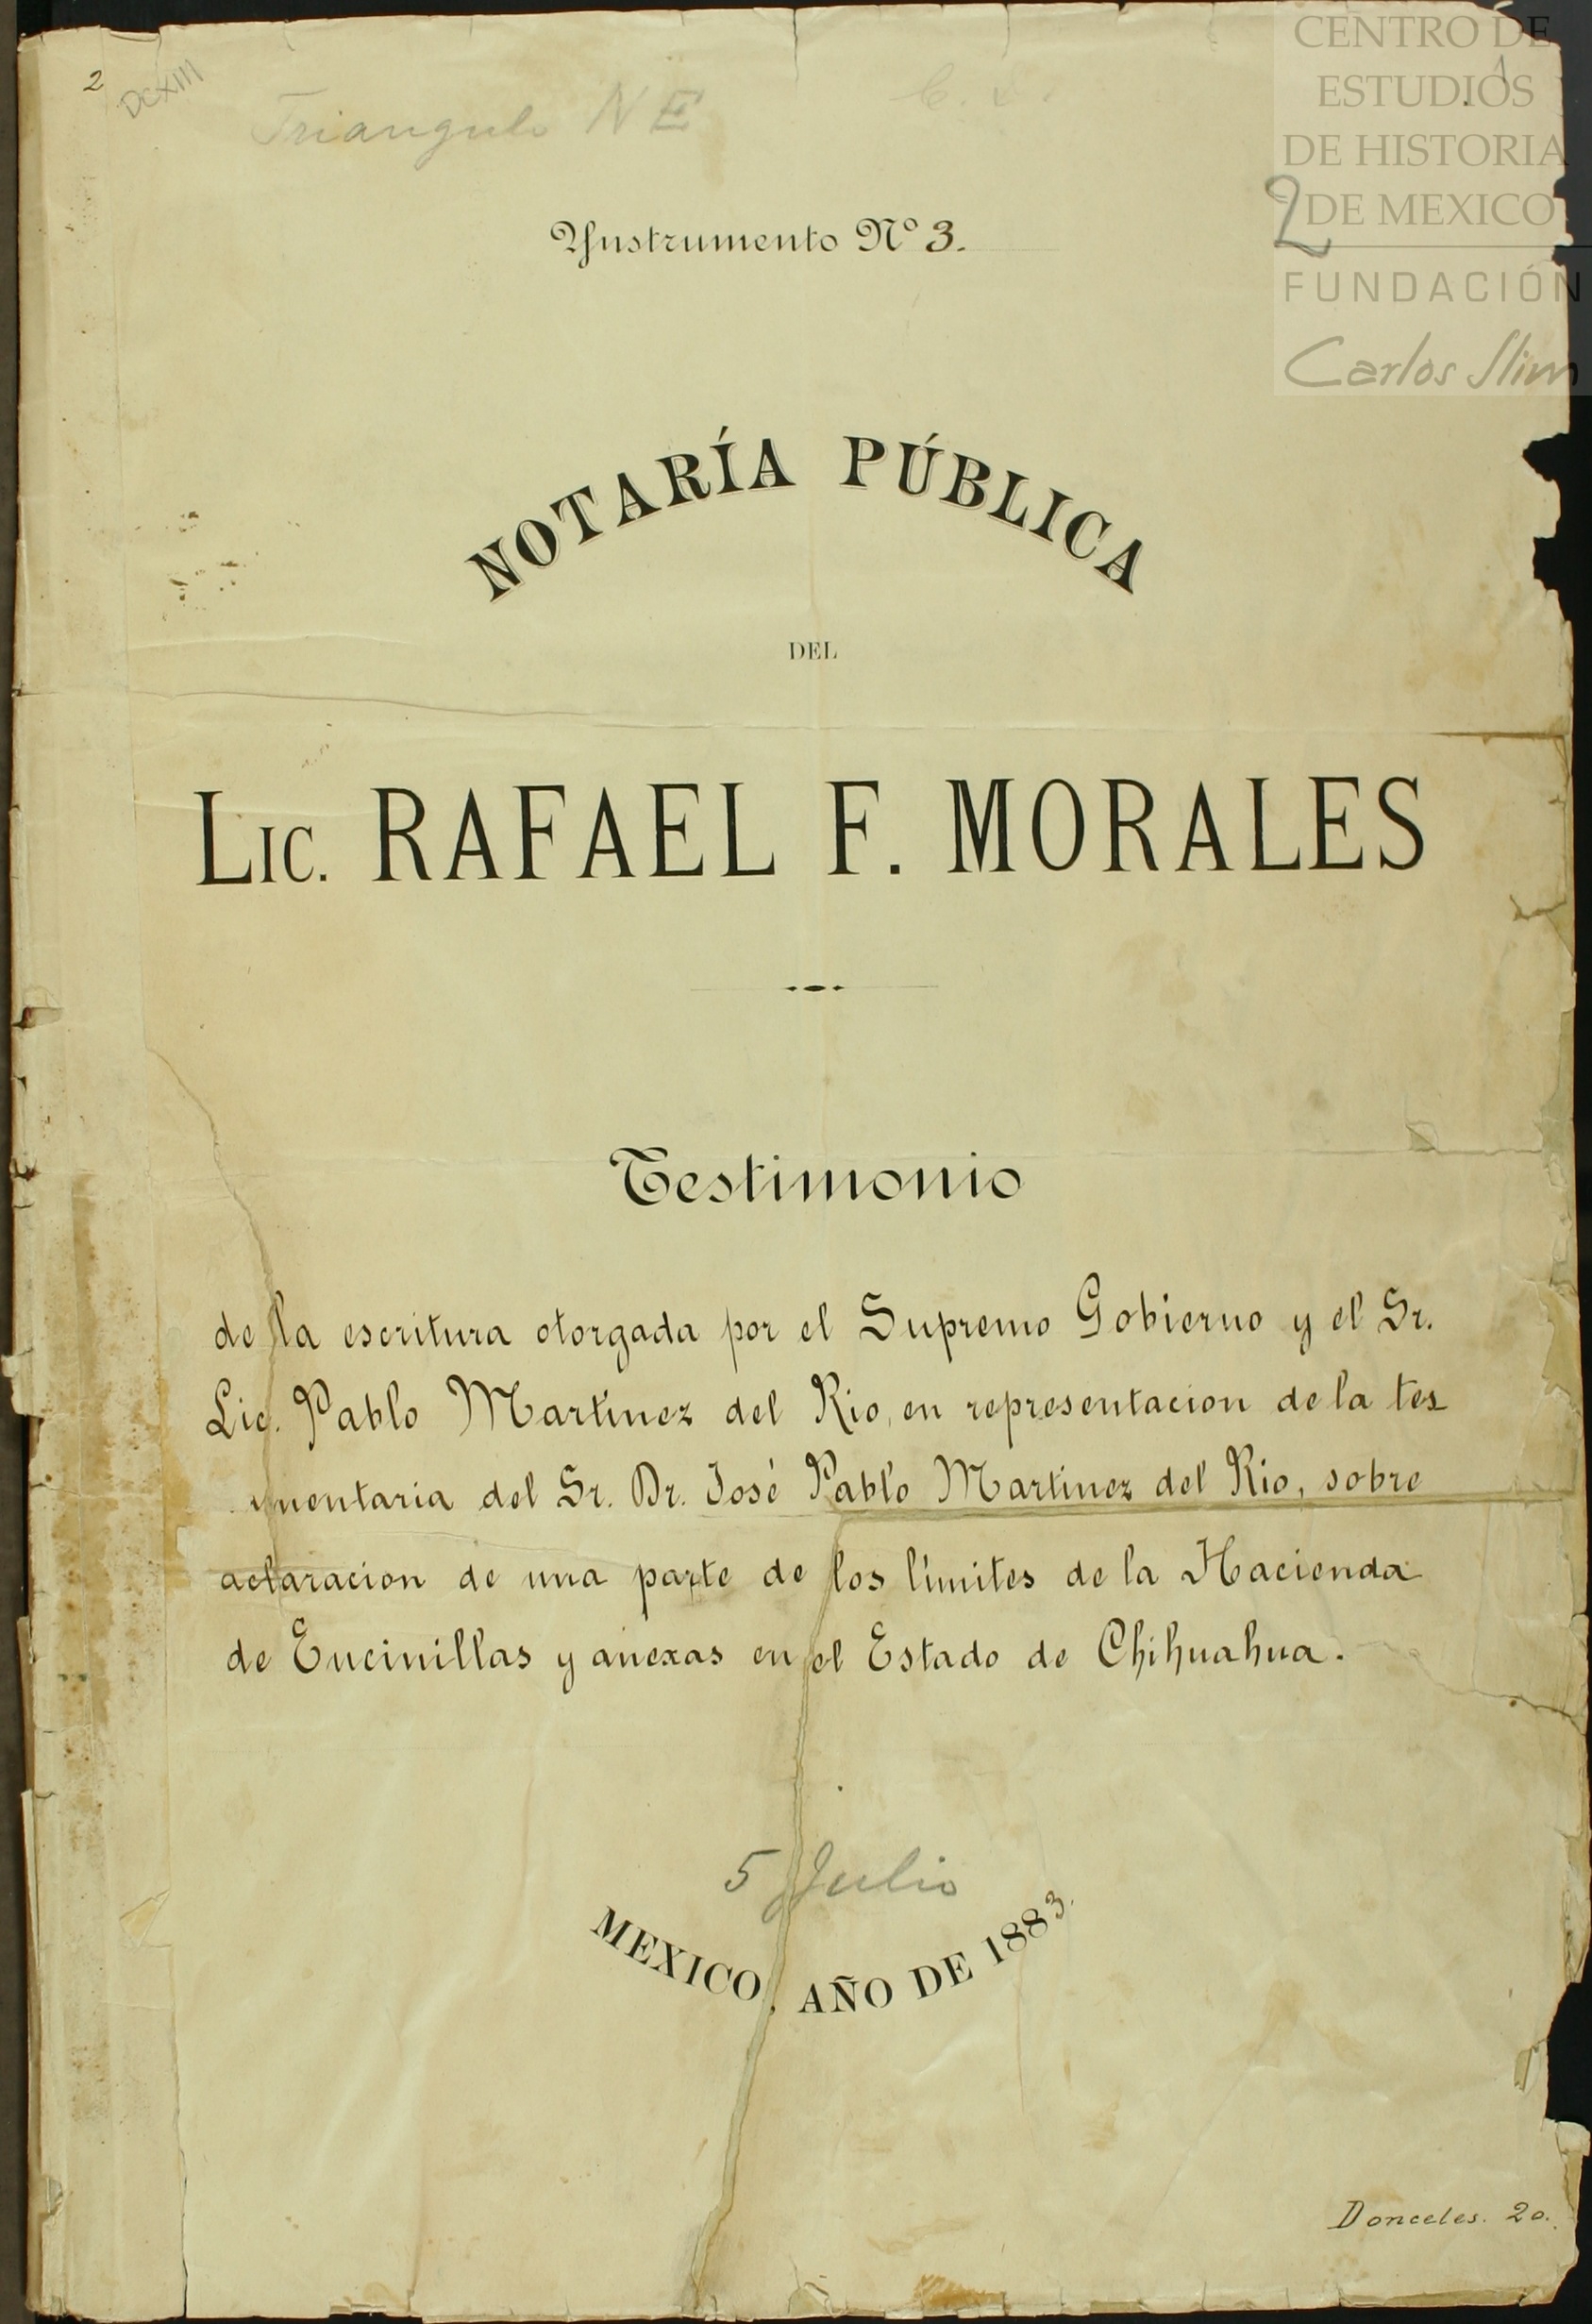 2
DCXIII
Triangulo NE
CENTRO DE
ESTUDIOS
DE HISTORIA
DE MEXICO
2
FUNDACIÓN
Carlos Slim
Ynstrumento Nº 3.
NOTARÍA PÚBLICA
DEL
LIC. RAFAEL F. MORALES
Testimonio
de la escritura otorgada por el Supremo Gobierno y el Sr.
Lic. Pablo Martinez del Rio, en representacion de la tes
mentaria del Sr. Dr. José Pablo Martinez del Rio, sobre
aclaracion de una parte de los límites de la Hacienda
de Encinillas y anexas en el Estado de Chihuahua.
5 Julio
MEXICO, AÑO DE 1883.
Donceles. 20.